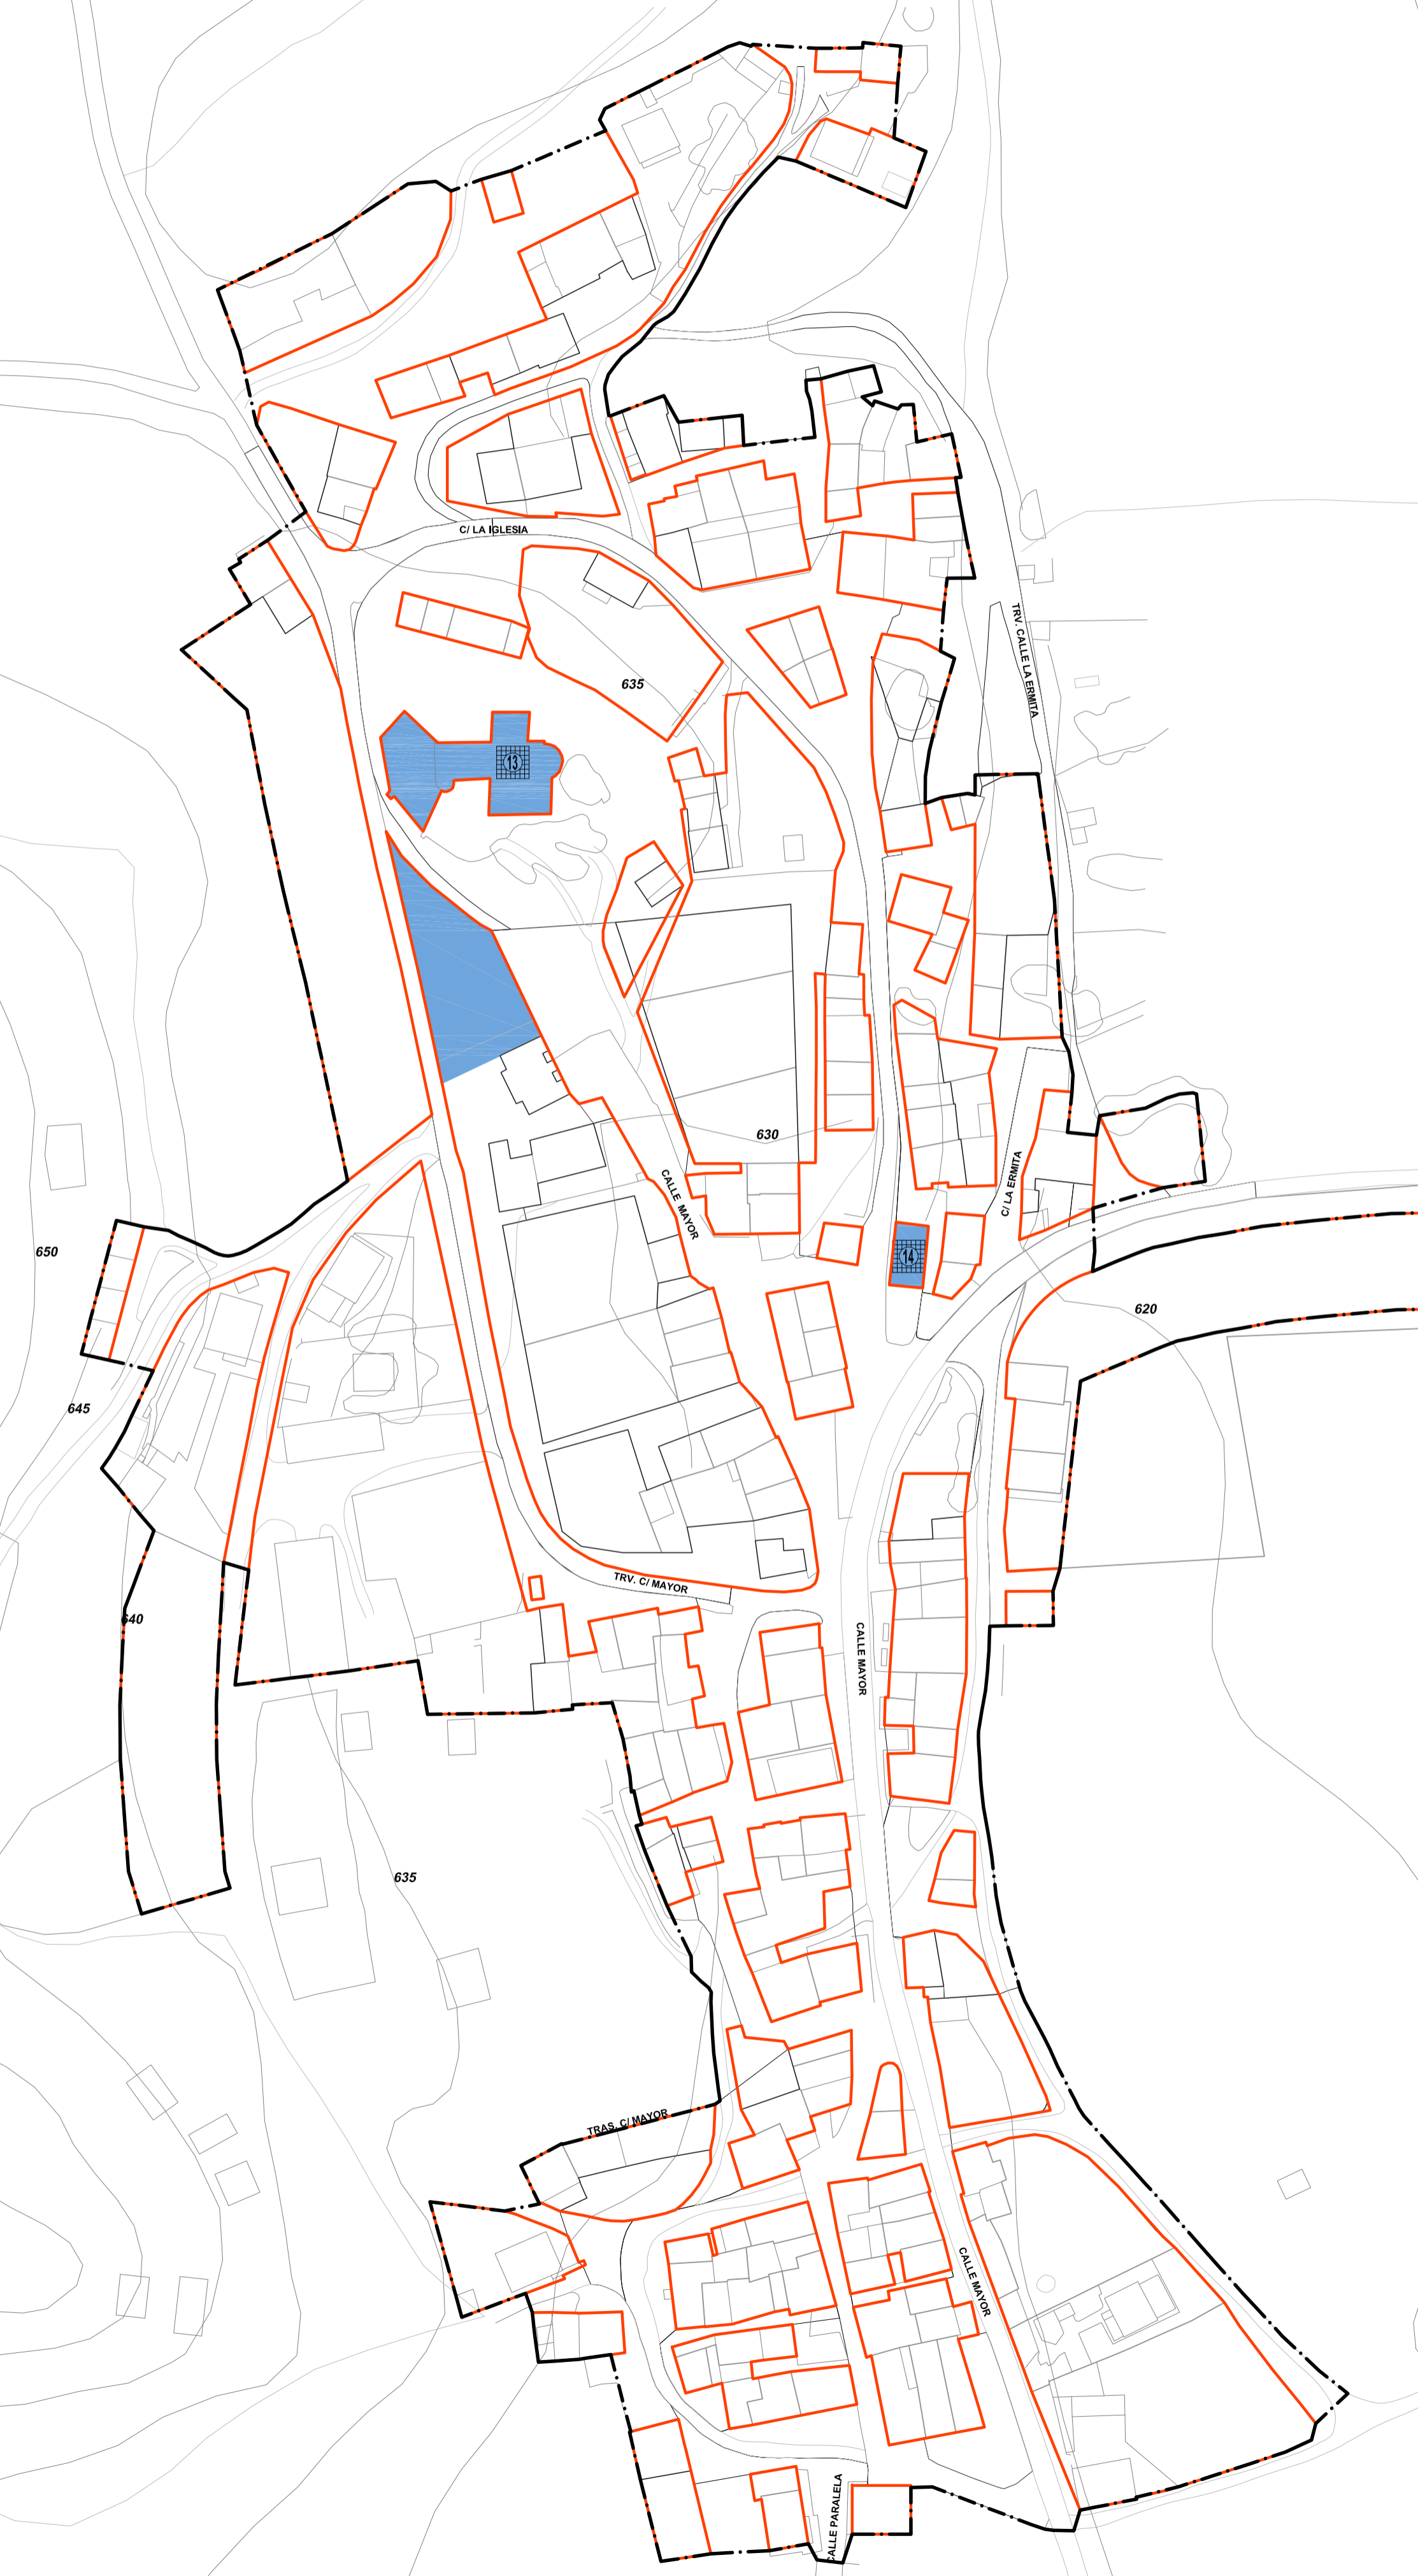 C/ LA IGLESIA
TRV. CALLE LA ERMITA
635
13
630
CALLE MAYOR
C/ LA ERMITA
14
650
620
645
TRV. C/ MAYOR
640
CALLE MAYOR
635
TRAS. C/ MAYOR
CALLE MAYOR
CALLE PARALELA